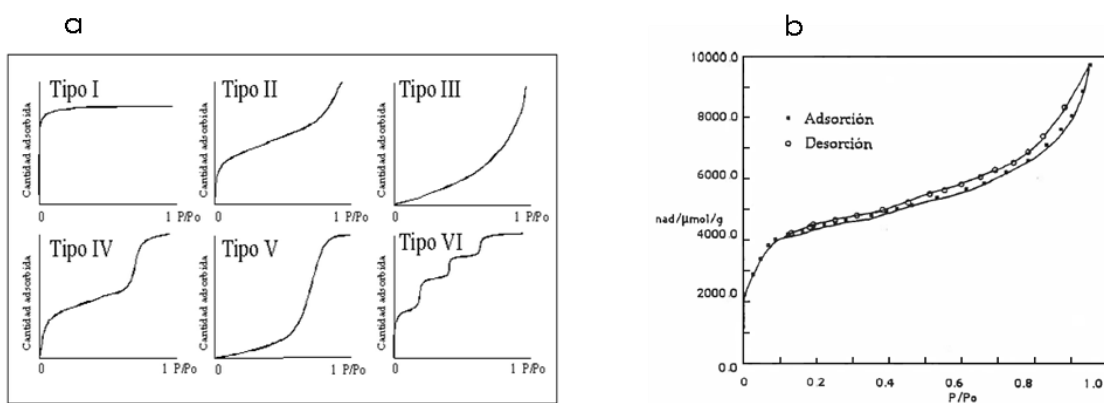 a
Tipo I
Cantidad adsorbida
0
1 P/Po
Tipo II
Cantidad adsorbida
0
1 P/Po
Tipo III
Cantidad adsorbida
0
1 P/Po
Tipo IV
Cantidad adsorbida
0
1 P/Po
Tipo V
Cantidad adsorbida
0
1 P/Po
Tipo VI
Cantidad adsorbida
0
1 P/Po
b
10000.0
8000.0
6000.0
nad/µmol/g
4000.0
2000.0
0.0
Adsorción
Desorción
0 0.2 0.4 0.6 0.8 1.0
P/Po